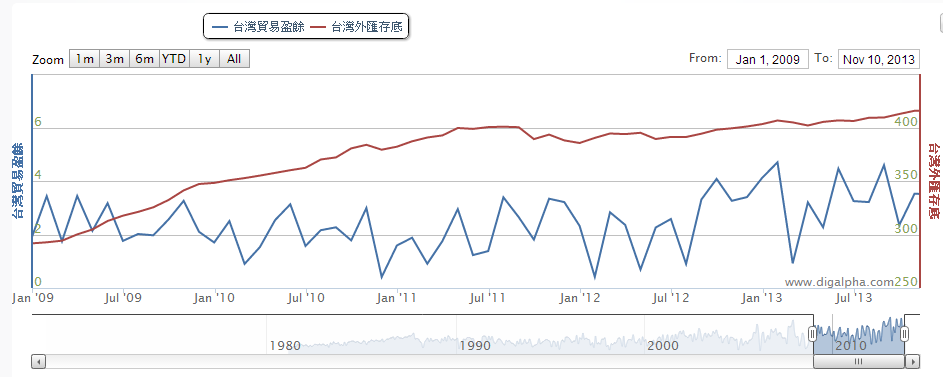 台灣貿易盈餘 台灣外匯存底
Zoom 1m 3m 6m YTD 1y All From: Jan 1, 2009 To: Nov 10, 2013
6 400
4 350
2 300
0 250
台灣貿易盈餘
台灣外匯存底
www.digalpha.com
Jan '09 Jul '09 Jan '10 Jul '10 Jan '11 Jul '11 Jan '12 Jul '12 Jan '13 Jul '13
1980 1990 2000 2010